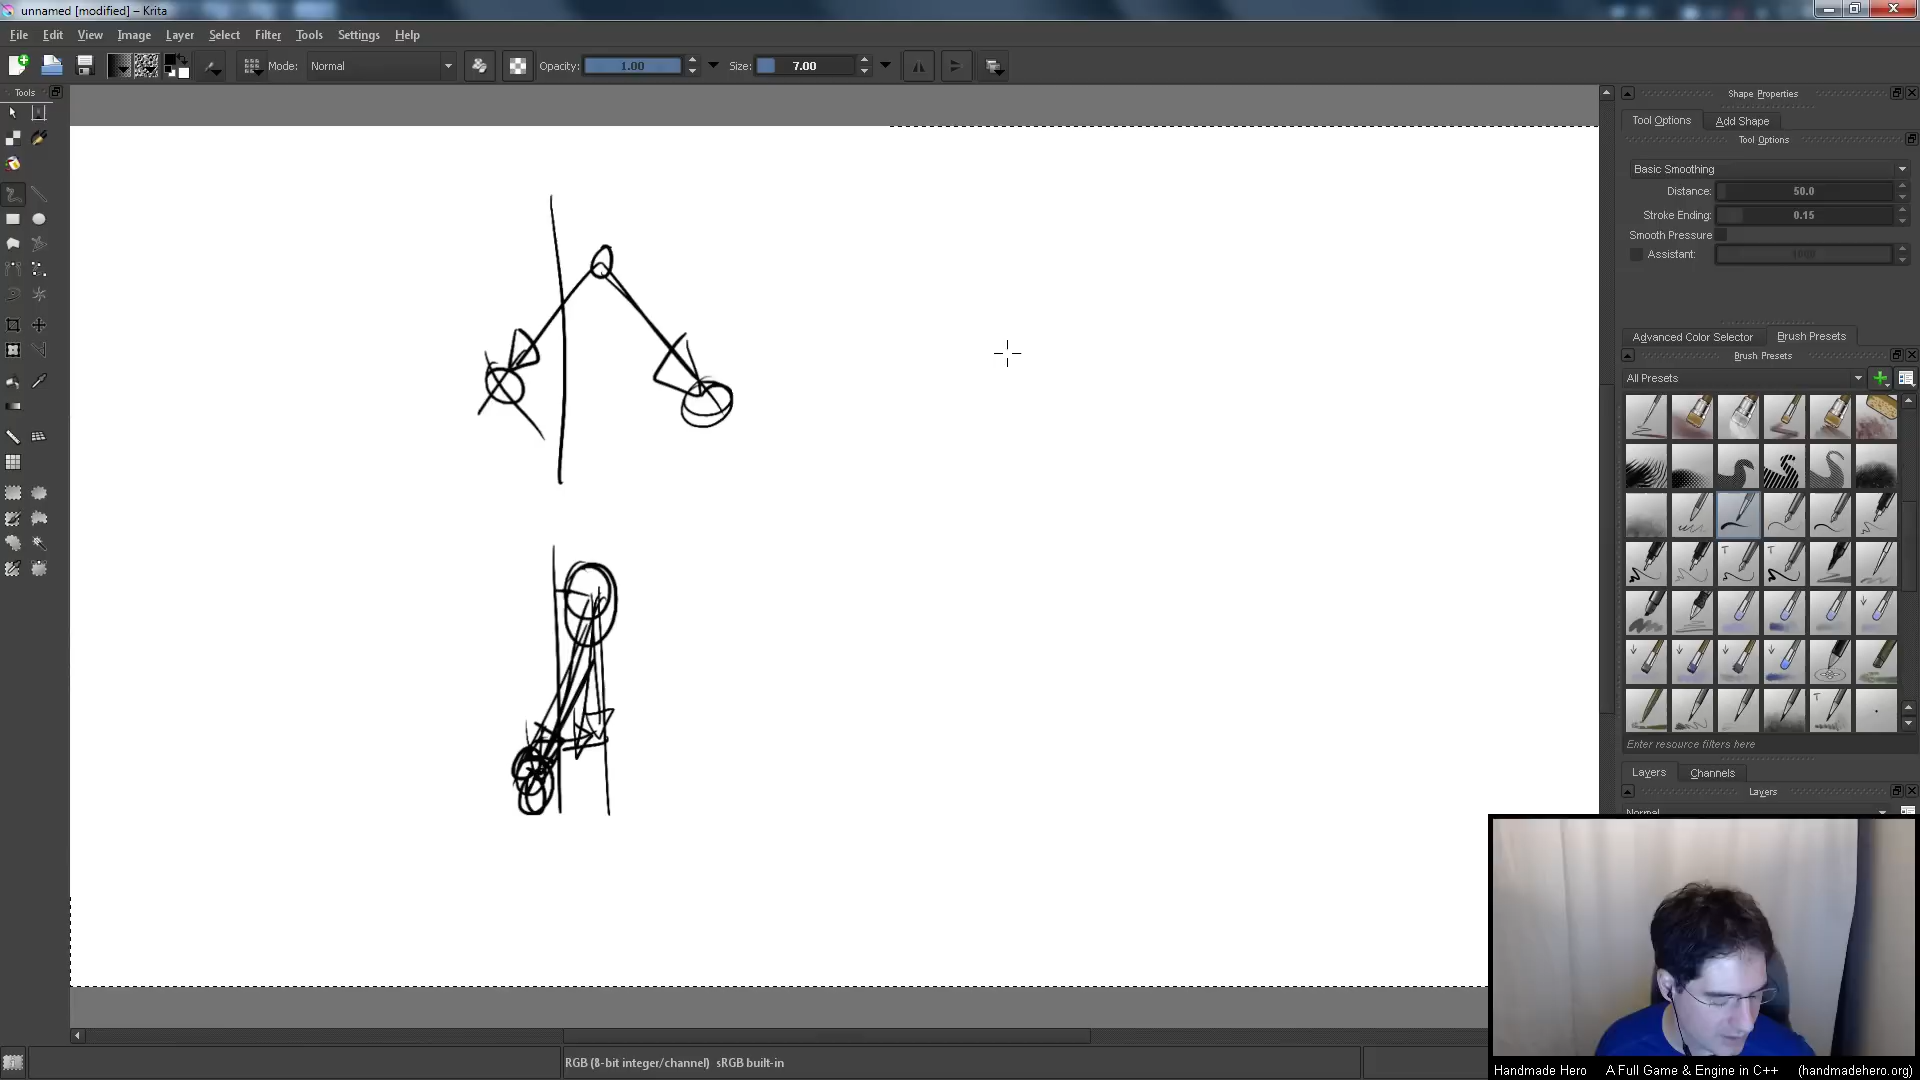 unnamed [modified] – Krita
File Edit View Image Layer Select Filter Tools Settings Help
Mode: Normal Opacity: 1.00 Size: 7.00
Tools
Shape Properties
Tool Options Add Shape
Tool Options
Basic Smoothing
Distance: 50.0
Stroke Ending: 0.15
Smooth Pressure
Assistant: 1000
Advanced Color Selector Brush Presets
Brush Presets
All Presets
Enter resource filters here
Layers Channels
Layers
Normal
RGB (8-bit integer/channel) sRGB built-in
Handmade Hero A Full Game & Engine in C++ (handmadehero.org)